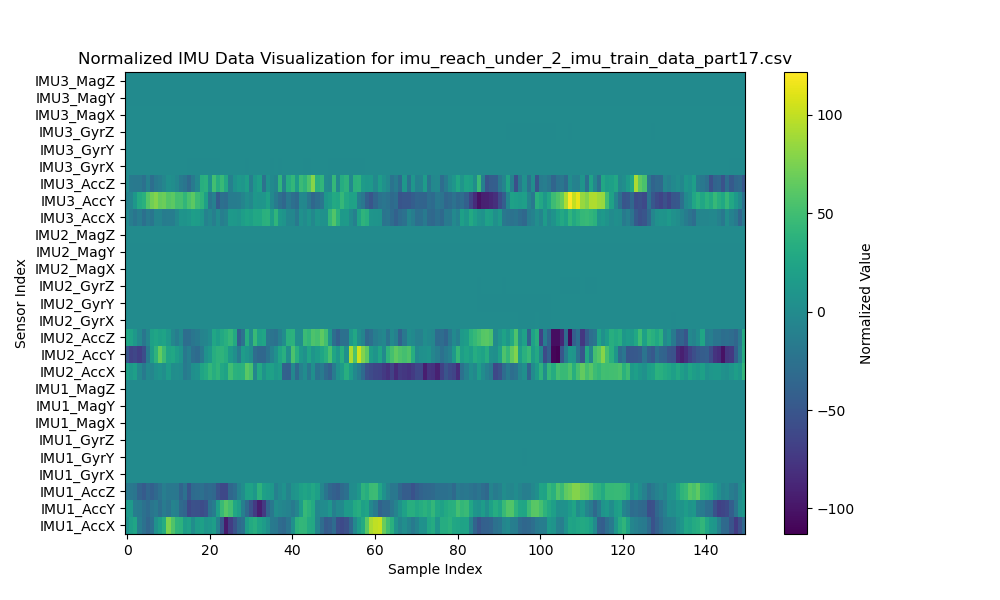 Normalized IMU Data Visualization for imu_reach_under_2_imu_train_data_part17.csv
IMU3_MagZ
IMU3_MagY
IMU3_MagX
IMU3_GyrZ
IMU3_GyrY
IMU3_GyrX
IMU3_AccZ
IMU3_AccY
IMU3_AccX
IMU2_MagZ
IMU2_MagY
IMU2_MagX
IMU2_GyrZ
IMU2_GyrY
IMU2_GyrX
IMU2_AccZ
IMU2_AccY
IMU2_AccX
IMU1_MagZ
IMU1_MagY
IMU1_MagX
IMU1_GyrZ
IMU1_GyrY
IMU1_GyrX
IMU1_AccZ
IMU1_AccY
IMU1_AccX
Sensor Index
0 20 40 60 80 100 120 140
Sample Index
100
50
0
−50
−100
Normalized Value